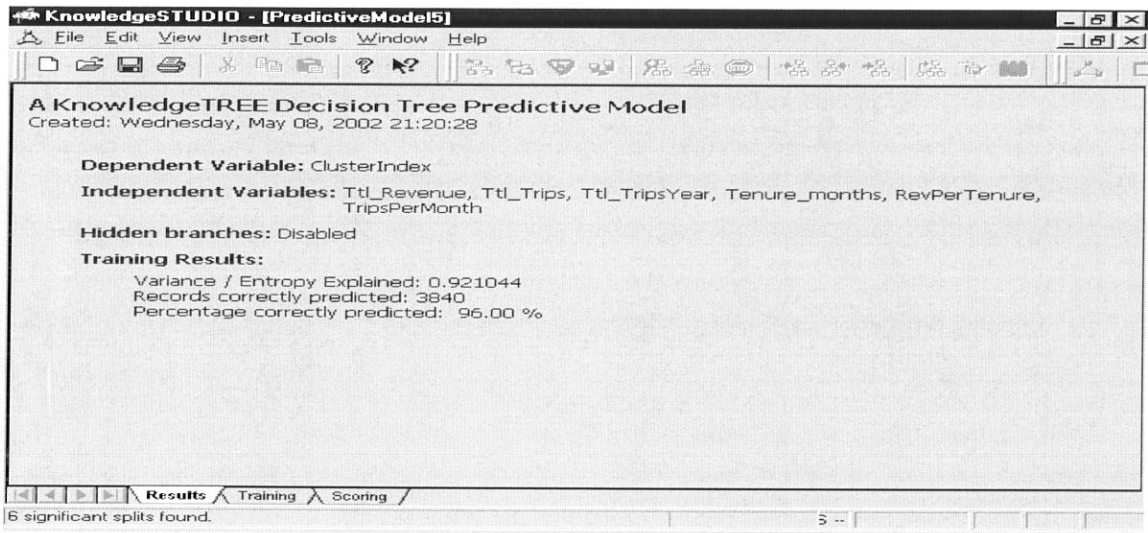 KnowledgeSTUDIO - [PredictiveModel5]
File Edit View Insert Tools Window Help
A KnowledgeTREE Decision Tree Predictive Model
Created: Wednesday, May 08, 2002 21:20:28
Dependent Variable: ClusterIndex
Independent Variables: Ttl_Revenue, Ttl_Trips, Ttl_TripsYear, Tenure_months, RevPerTenure,
TripsPerMonth
Hidden branches: Disabled
Training Results:
Variance / Entropy Explained: 0.921044
Records correctly predicted: 3840
Percentage correctly predicted: 96.00 %
Results Training Scoring
6 significant splits found.